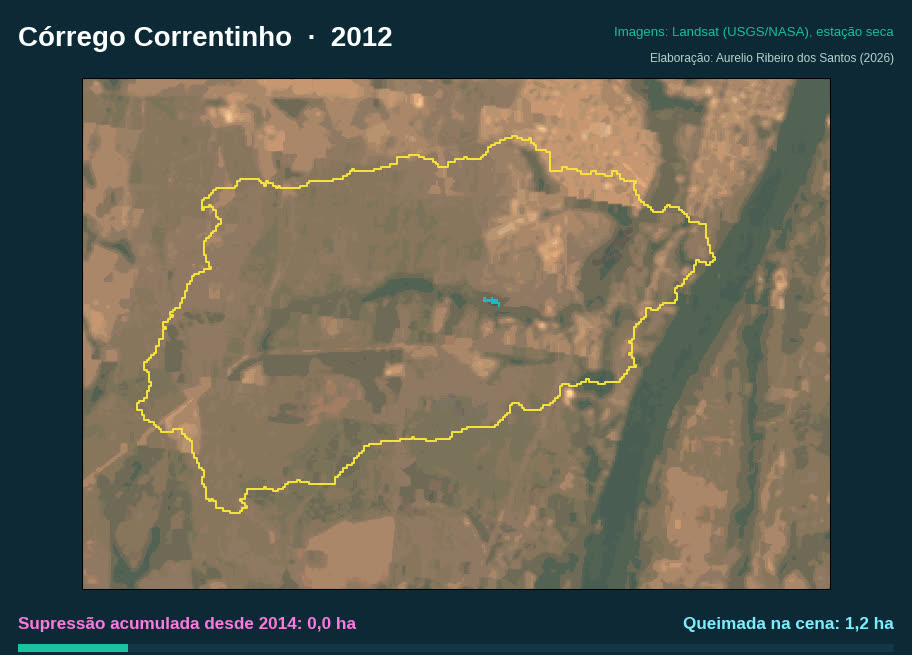 Córrego Correntinho · 2012
Imagens: Landsat (USGS/NASA), estação seca
Elaboração: Aurelio Ribeiro dos Santos (2026)
Supressão acumulada desde 2014: 0,0 ha
Queimada na cena: 1,2 ha